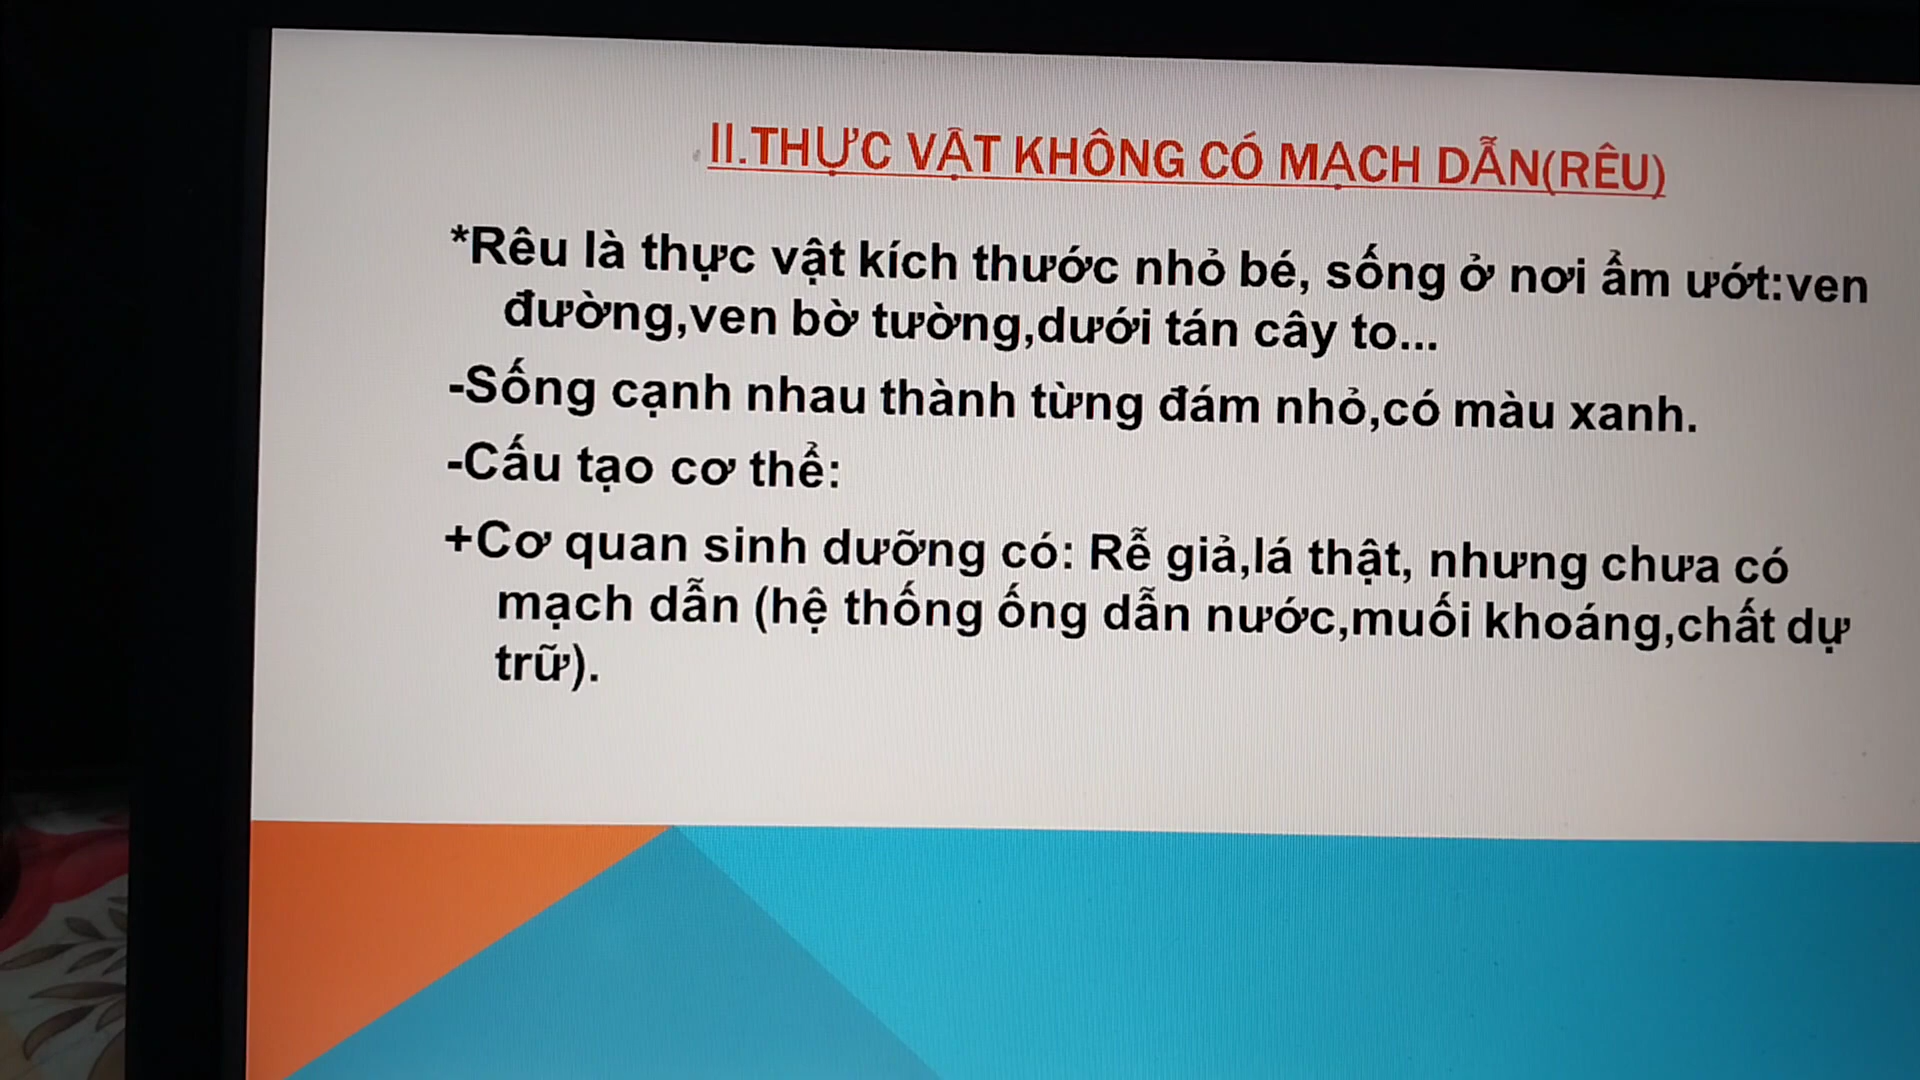 II.THỰC VẬT KHÔNG CÓ MẠCH DẪN(RÊU)
*Rêu là thực vật kích thước nhỏ bé, sống ở nơi ẩm ướt:ven
đường,ven bờ tường,dưới tán cây to...
-Sống cạnh nhau thành từng đám nhỏ,có màu xanh.
-Cấu tạo cơ thể:
+Cơ quan sinh dưỡng có: Rễ giả,lá thật, nhưng chưa có
mạch dẫn (hệ thống ống dẫn nước,muối khoáng,chất dự
trữ).